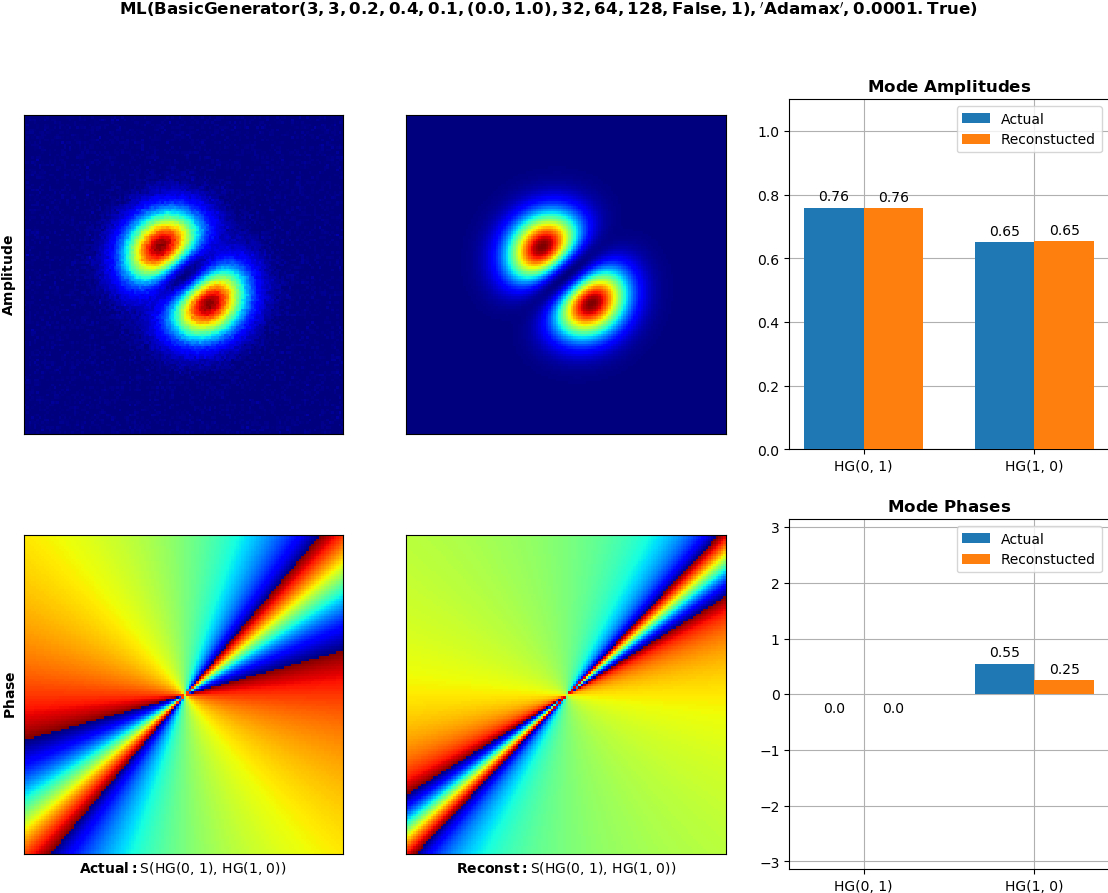 ML(BasicGenerator(3, 3, 0.2, 0.4, 0.1, (0.0, 1.0), 32, 64, 128, False, 1), ′Adamax′, 0.0001. True)
Mode Amplitudes
Actual
Reconstucted
1.0
0.8
0.6
0.4
0.2
0.0
0.76
0.76
0.65
0.65
HG(0, 1)
HG(1, 0)
Amplitude
Mode Phases
Actual
Reconstucted
3
2
1
0
−1
−2
−3
0.0
0.0
0.55
0.25
HG(0, 1)
HG(1, 0)
Phase
Actual: S(HG(0, 1), HG(1, 0))
Reconst: S(HG(0, 1), HG(1, 0))